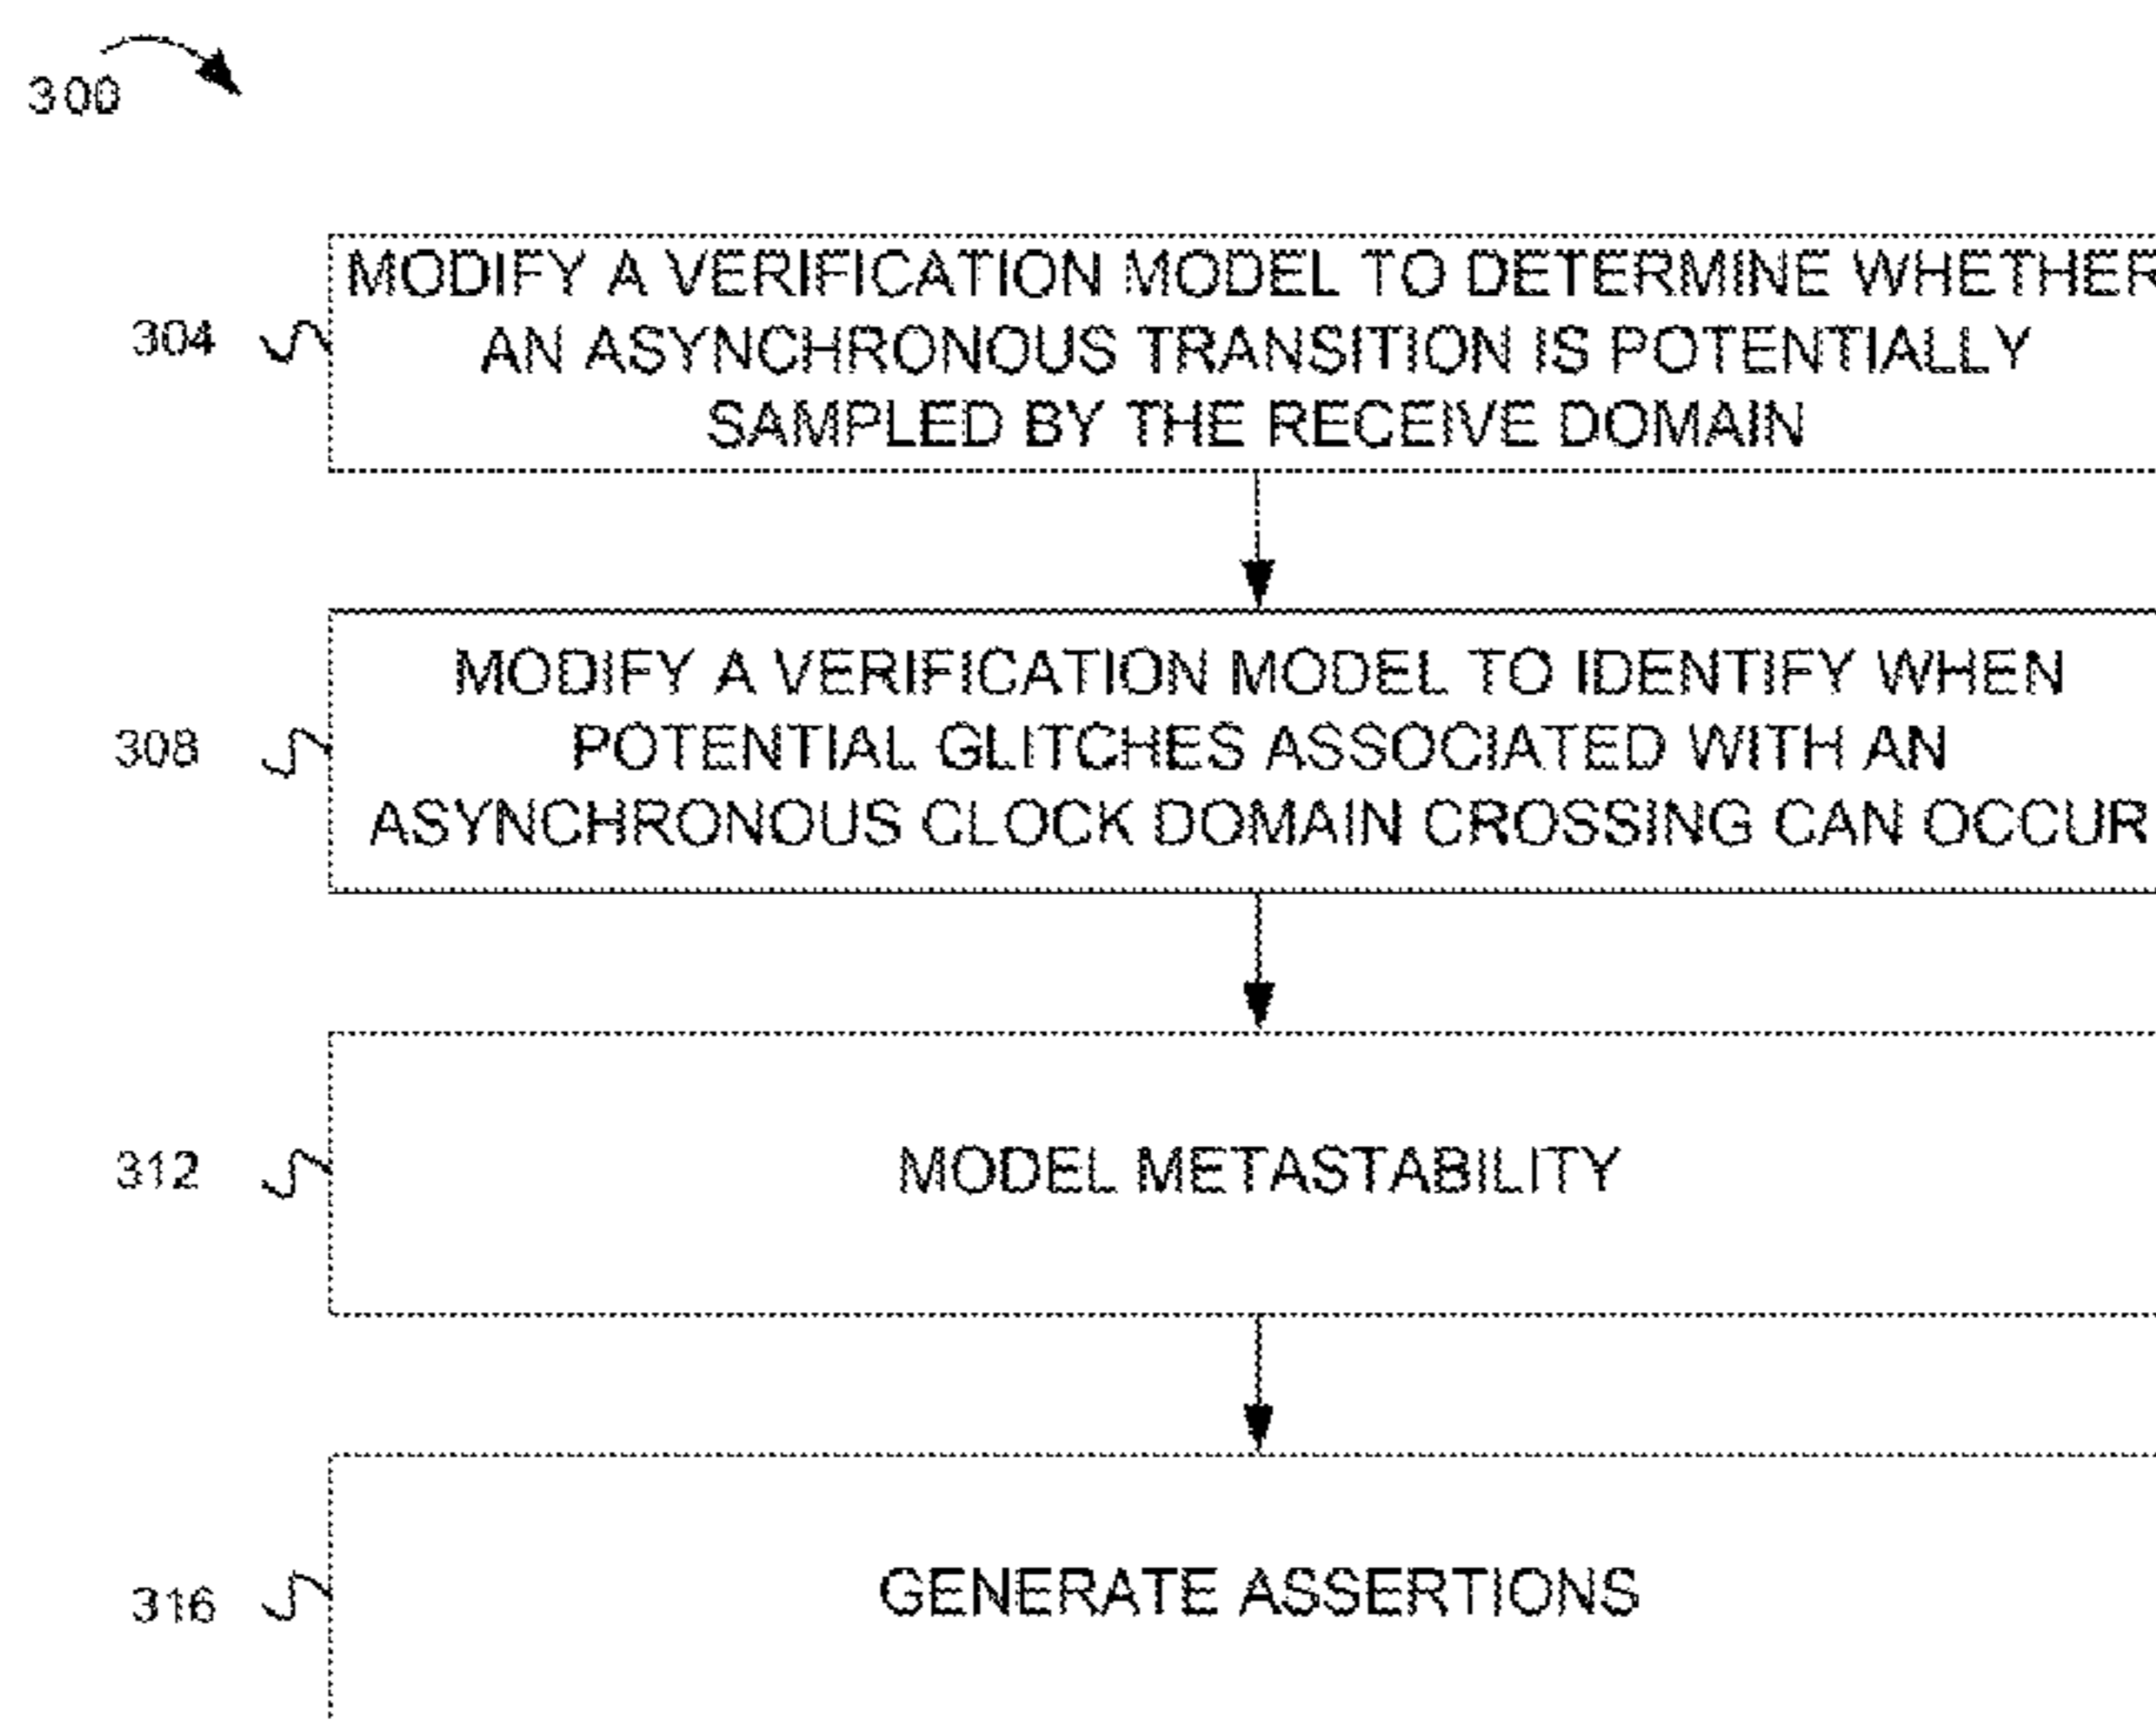 300
MODIFY A VERIFICATION MODEL TO DETERMINE WHETHER
304
AN ASYNCHRONOUS TRANSITION IS POTENTIALLY
SAMPLED BY THE RECEIVE DOMAIN
MODIFY A VERIFICATION MODEL TO IDENTIFY WHEN
308
POTENTIAL GLITCHES ASSOCIATED WITH AN
ASYNCHRONOUS CLOCK DOMAIN CROSSING CAN OCCUR
312
MODEL METASTABILITY
316
GENERATE ASSERTIONS